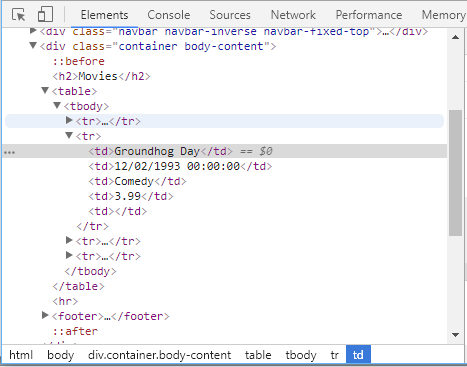 Elements Console Sources Network Timeline Memory
<div class="navbar navbar-inverse navbar-fixed-top">…</div>
<div class="container body-content">
::before
<h2>Movies</h2>
<table>
<tbody>
<tr>…</tr>
<tr>
... <td>Groundhog Day</td> == $0
<td>12/02/1993 00:00:00</td>
<td>Comedy</td>
<td>3.99</td>
<td></td>
</tr>
<tr>…</tr>
<tr>…</tr>
</tbody>
</table>
<hr>
<footer>…</footer>
::after
html body div.container.body-content table tbody tr td